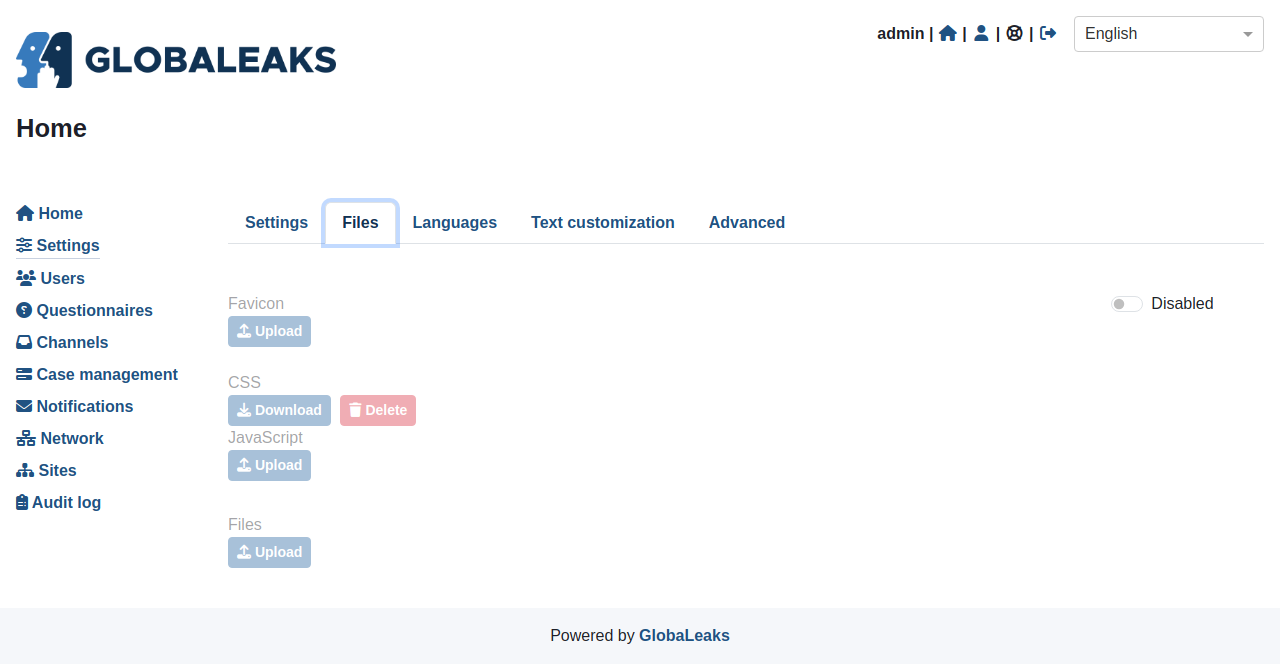 GLOBALEAKS
admin | | | |
English
Home
Home
Settings
Users
Questionnaires
Channels
Case management
Notifications
Network
Sites
Audit log
Settings Files Languages Text customization Advanced
Favicon
Disabled
Upload
CSS
Download Delete
JavaScript
Upload
Files
Upload
Powered by GlobaLeaks